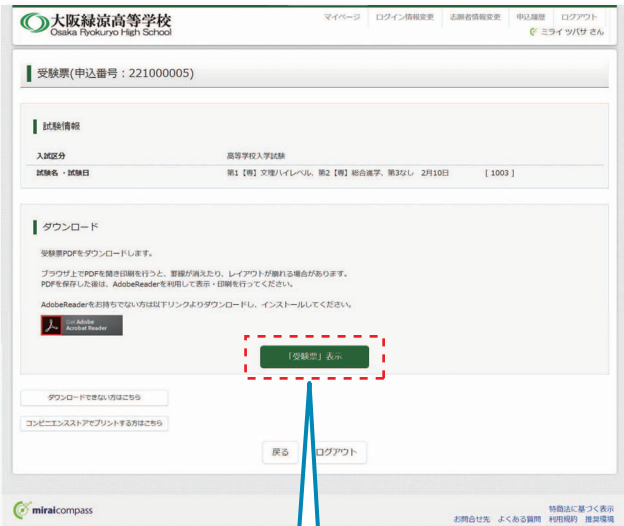 大阪緑涼高等学校
Osaka Ryokuryo High School
マイページ ログイン情報変更 志願者情報変更 申込履歴 ログアウト
ミライ ツバサ さん
受験票(申込番号：221000005)
試験情報
入試区分 高等学校入学試験
試験名・試験日 第1【専】文理ハイレベル、第2【専】総合進学、第3なし 2月10日 [ 1003 ]
ダウンロード
受験票PDFをダウンロードします。
ブラウザ上でPDFを開き印刷を行うと、罫線が消えたり、レイアウトが崩れる場合があります。
PDFを保存した後は、AdobeReaderを利用して表示・印刷を行ってください。
AdobeReaderをお持ちでない方は以下リンクよりダウンロードし、インストールしてください。
Get Adobe
Acrobat Reader
「受験票」表示
ダウンロードできない方はこちら
コンビニエンスストアでプリントする方はこちら
戻る ログアウト
miraicompass
特商法に基づく表示
お問合せ先 よくある質問 利用規約 推奨環境